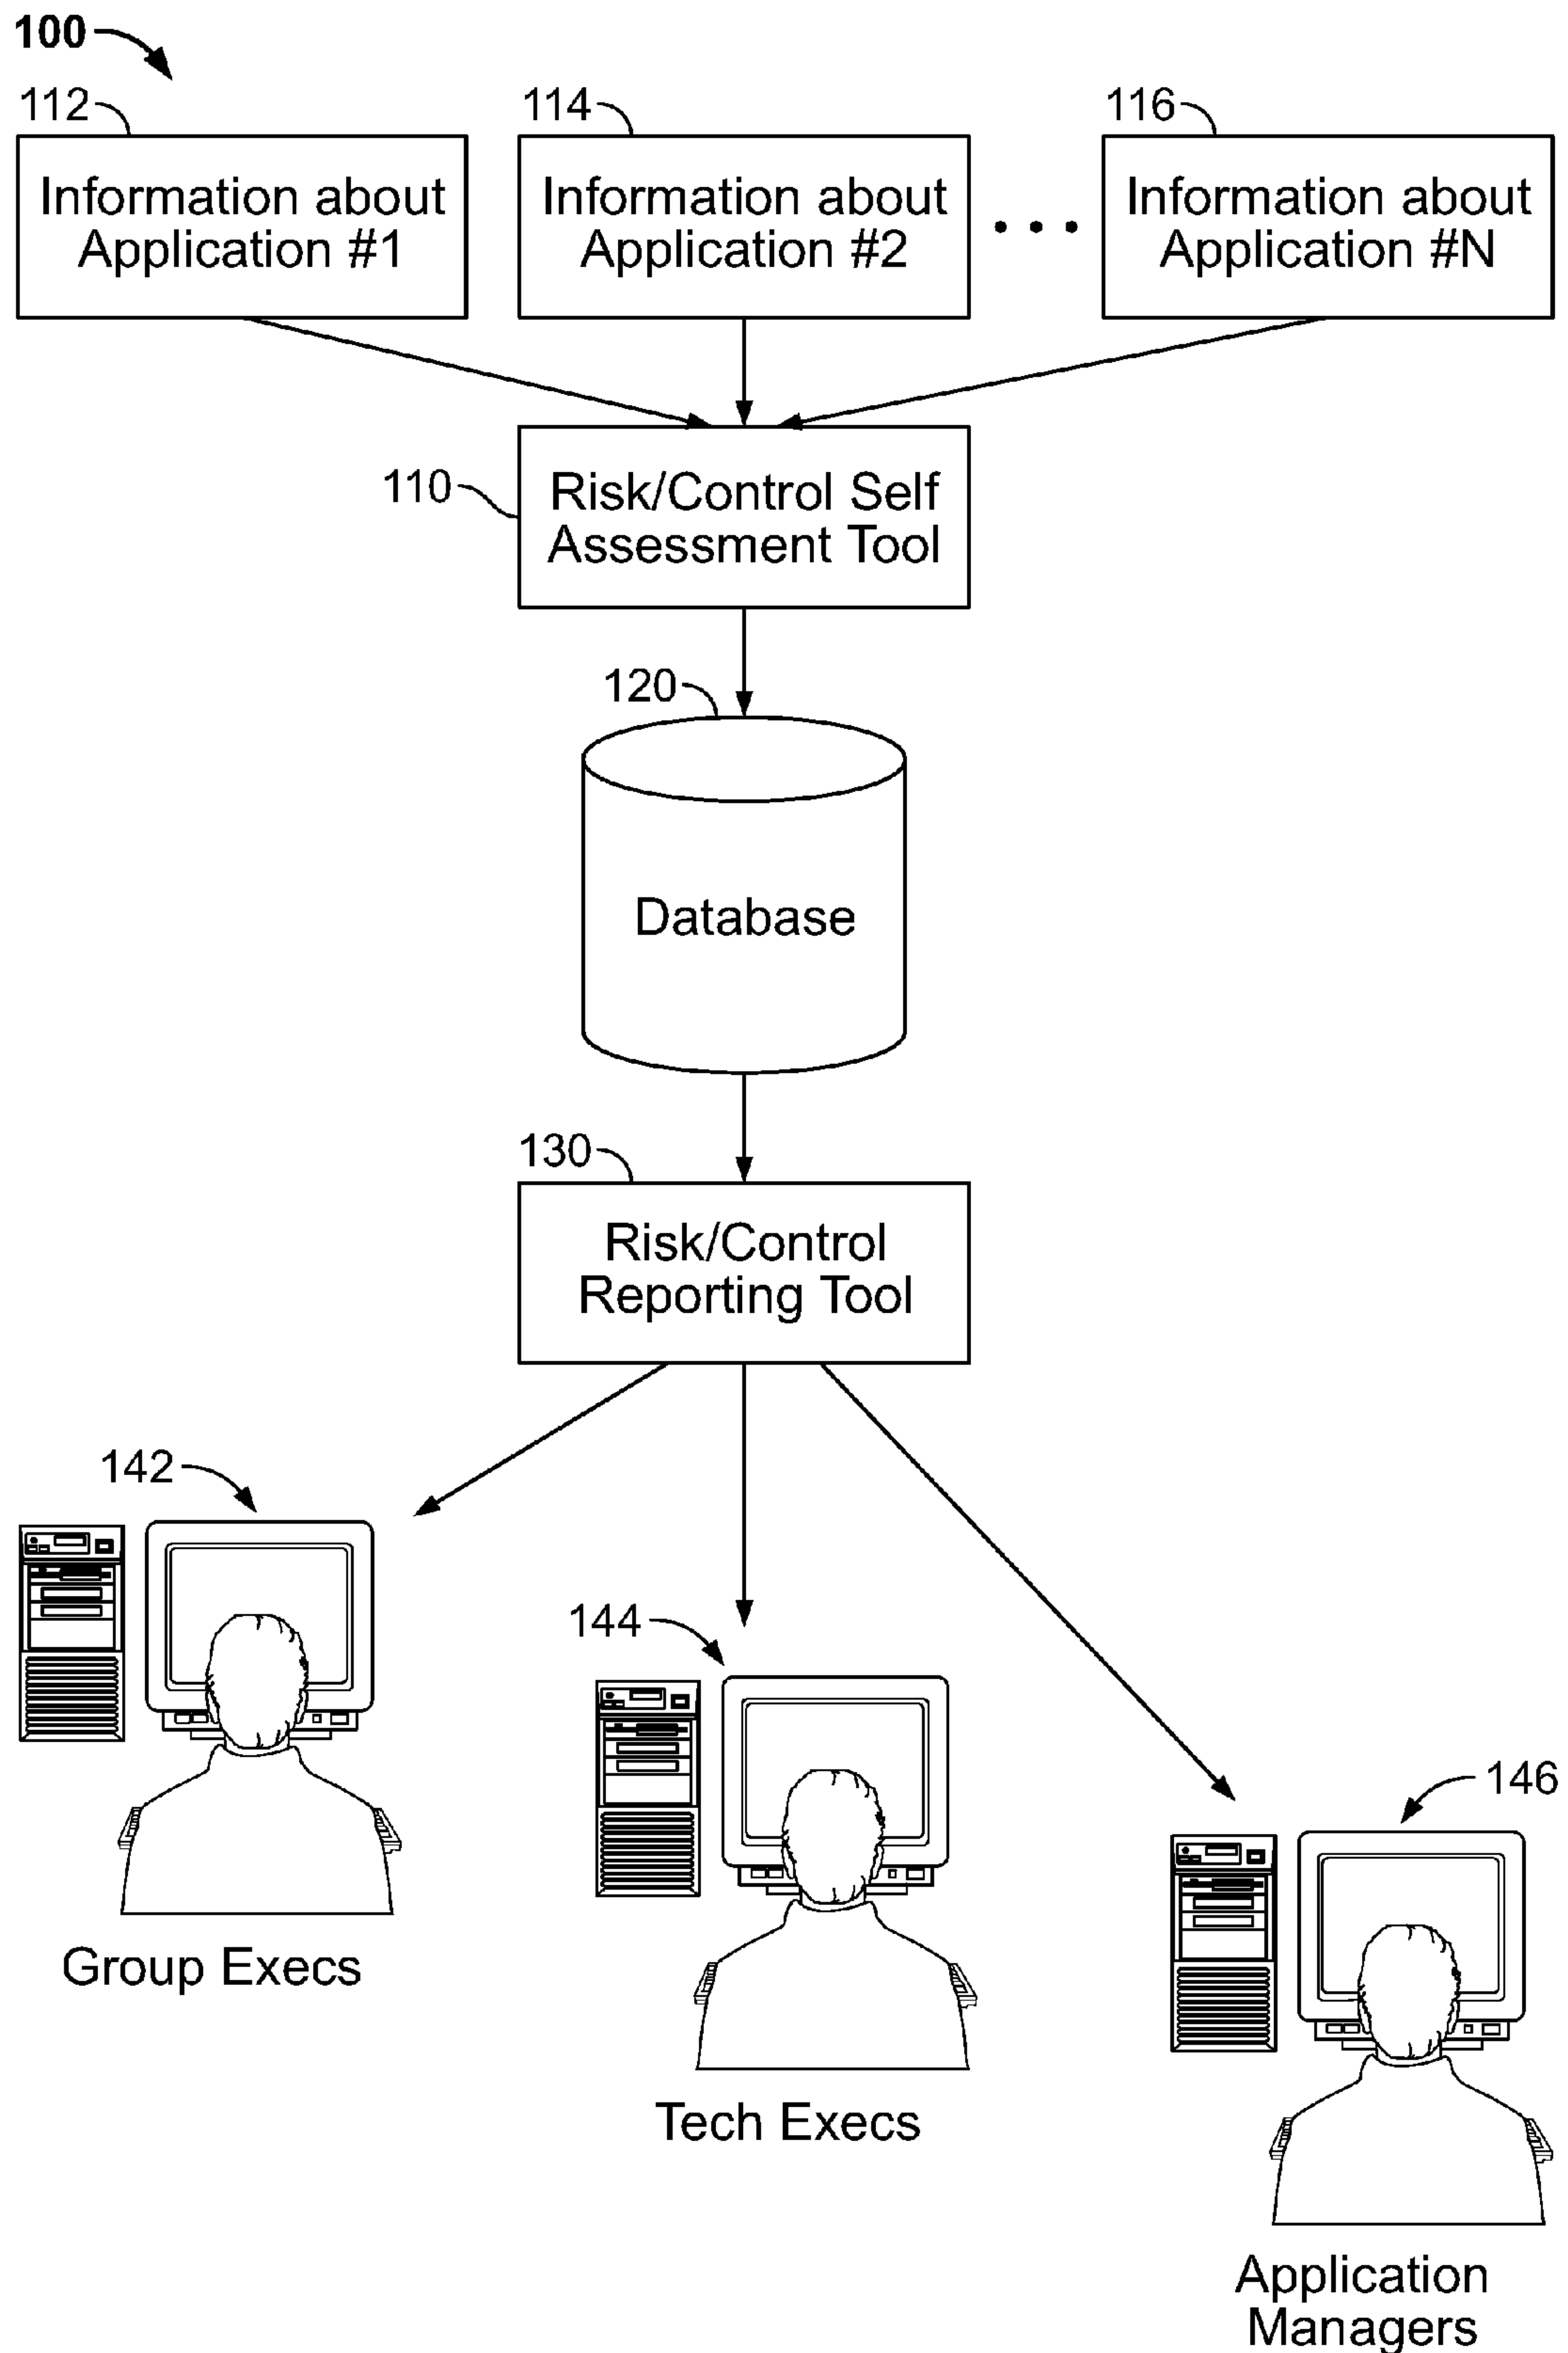 100
112
114
116
Information about
Application #1
Information about
Application #2
. . .
Information about
Application #N
110
Risk/Control Self
Assessment Tool
120
Database
130
Risk/Control
Reporting Tool
142
144
146
Group Execs
Tech Execs
Application
Managers